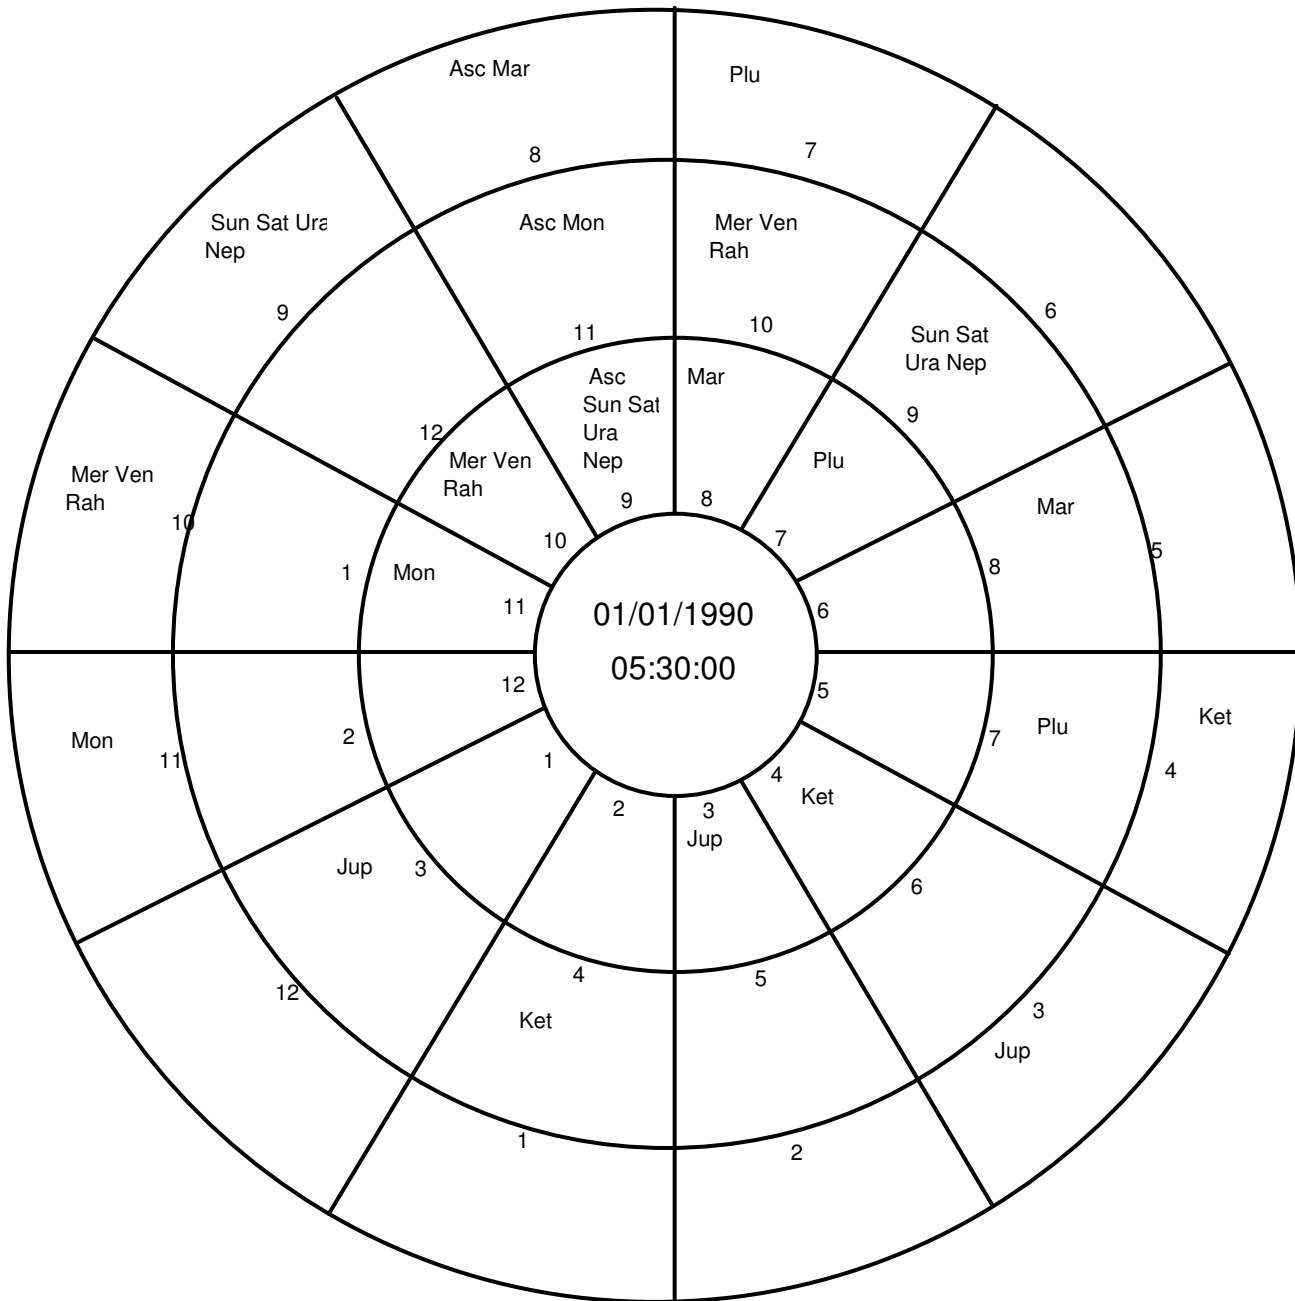 Asc Mar
Plu
8
7
Sun Sat Ura
Nep
Asc Mon
Mer Ven
Rah
9
6
11
10
Sun Sat
Ura Nep
Asc
Sun Sat
Ura
Nep
Mar
12
9
Mer Ven
Rah
Plu
Mer Ven
Rah
9
8
Mar
10
10
7
5
1
Mon
8
11
6
01/01/1990
05:30:00
12
5
Mon
11
2
7
Plu
Ket
4
1
4
2
3
Ket
Jup
Jup
3
6
12
4
5
Ket
3
Jup
1
2